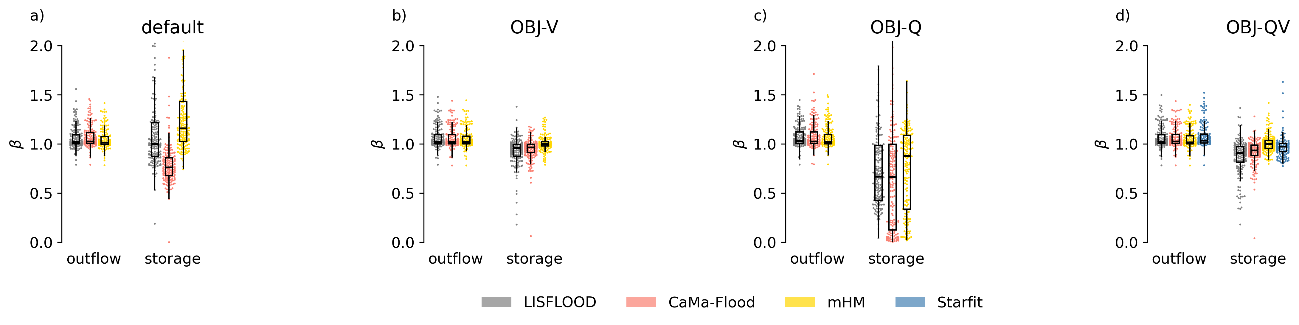 a)
default
β
2.0
1.5
1.0
0.5
0.0
outflow storage
b)
OBJ-V
β
2.0
1.5
1.0
0.5
0.0
outflow storage
c)
OBJ-Q
β
2.0
1.5
1.0
0.5
0.0
outflow storage
d)
OBJ-QV
β
2.0
1.5
1.0
0.5
0.0
outflow storage
LISFLOOD CaMa-Flood mHM Starfit